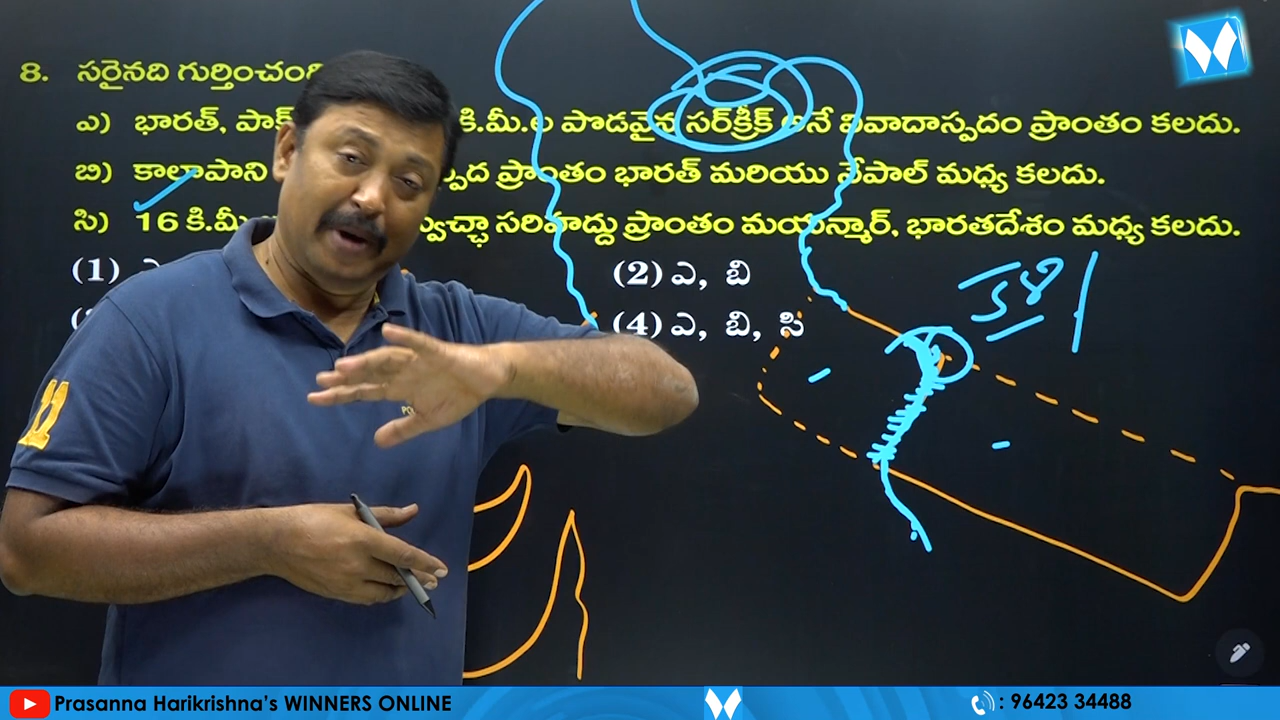 8. సరైనది గుర్తించండి
ఎ) భారత్, పాక్ కి.మీ.ల పొడవైన సర్‌క్రీక్ అనే వివాదాస్పదం ప్రాంతం కలదు.
బి) కాలాపాని ప్రాంతం భారత్ మరియు నేపాల్ మధ్య కలదు.
సి) 16 కి.మీ స్వేచ్ఛా సరిహద్దు ప్రాంతం మయన్మార్, భారతదేశం మధ్య కలదు.
(1) (2) ఎ, బి
(4) ఎ, బి, సి
11
W
Prasanna Harikrishna's WINNERS ONLINE
: 96423 34488